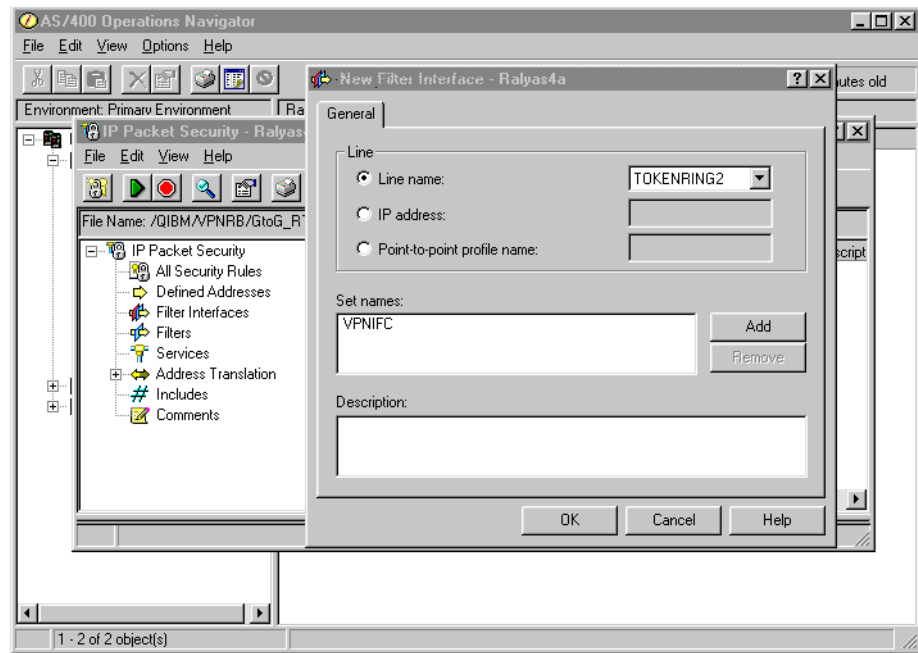 AS/400 Operations Navigator
File Edit View Options Help
utes old
Environment: Primary Environment
Ra
IP Packet Security - Ralyas
File Edit View Help
File Name: /QIBM/VPNRB/GtoG_R
script
IP Packet Security
All Security Rules
Defined Addresses
Filter Interfaces
Filters
Services
Address Translation
Includes
Comments
New Filter Interface - Ralyas4a
General
Line
Line name:
TOKENRING2
IP address:
Point-to-point profile name:
Set names:
VPNIFC
Add
Remove
Description:
OK Cancel Help
1 - 2 of 2 object(s)